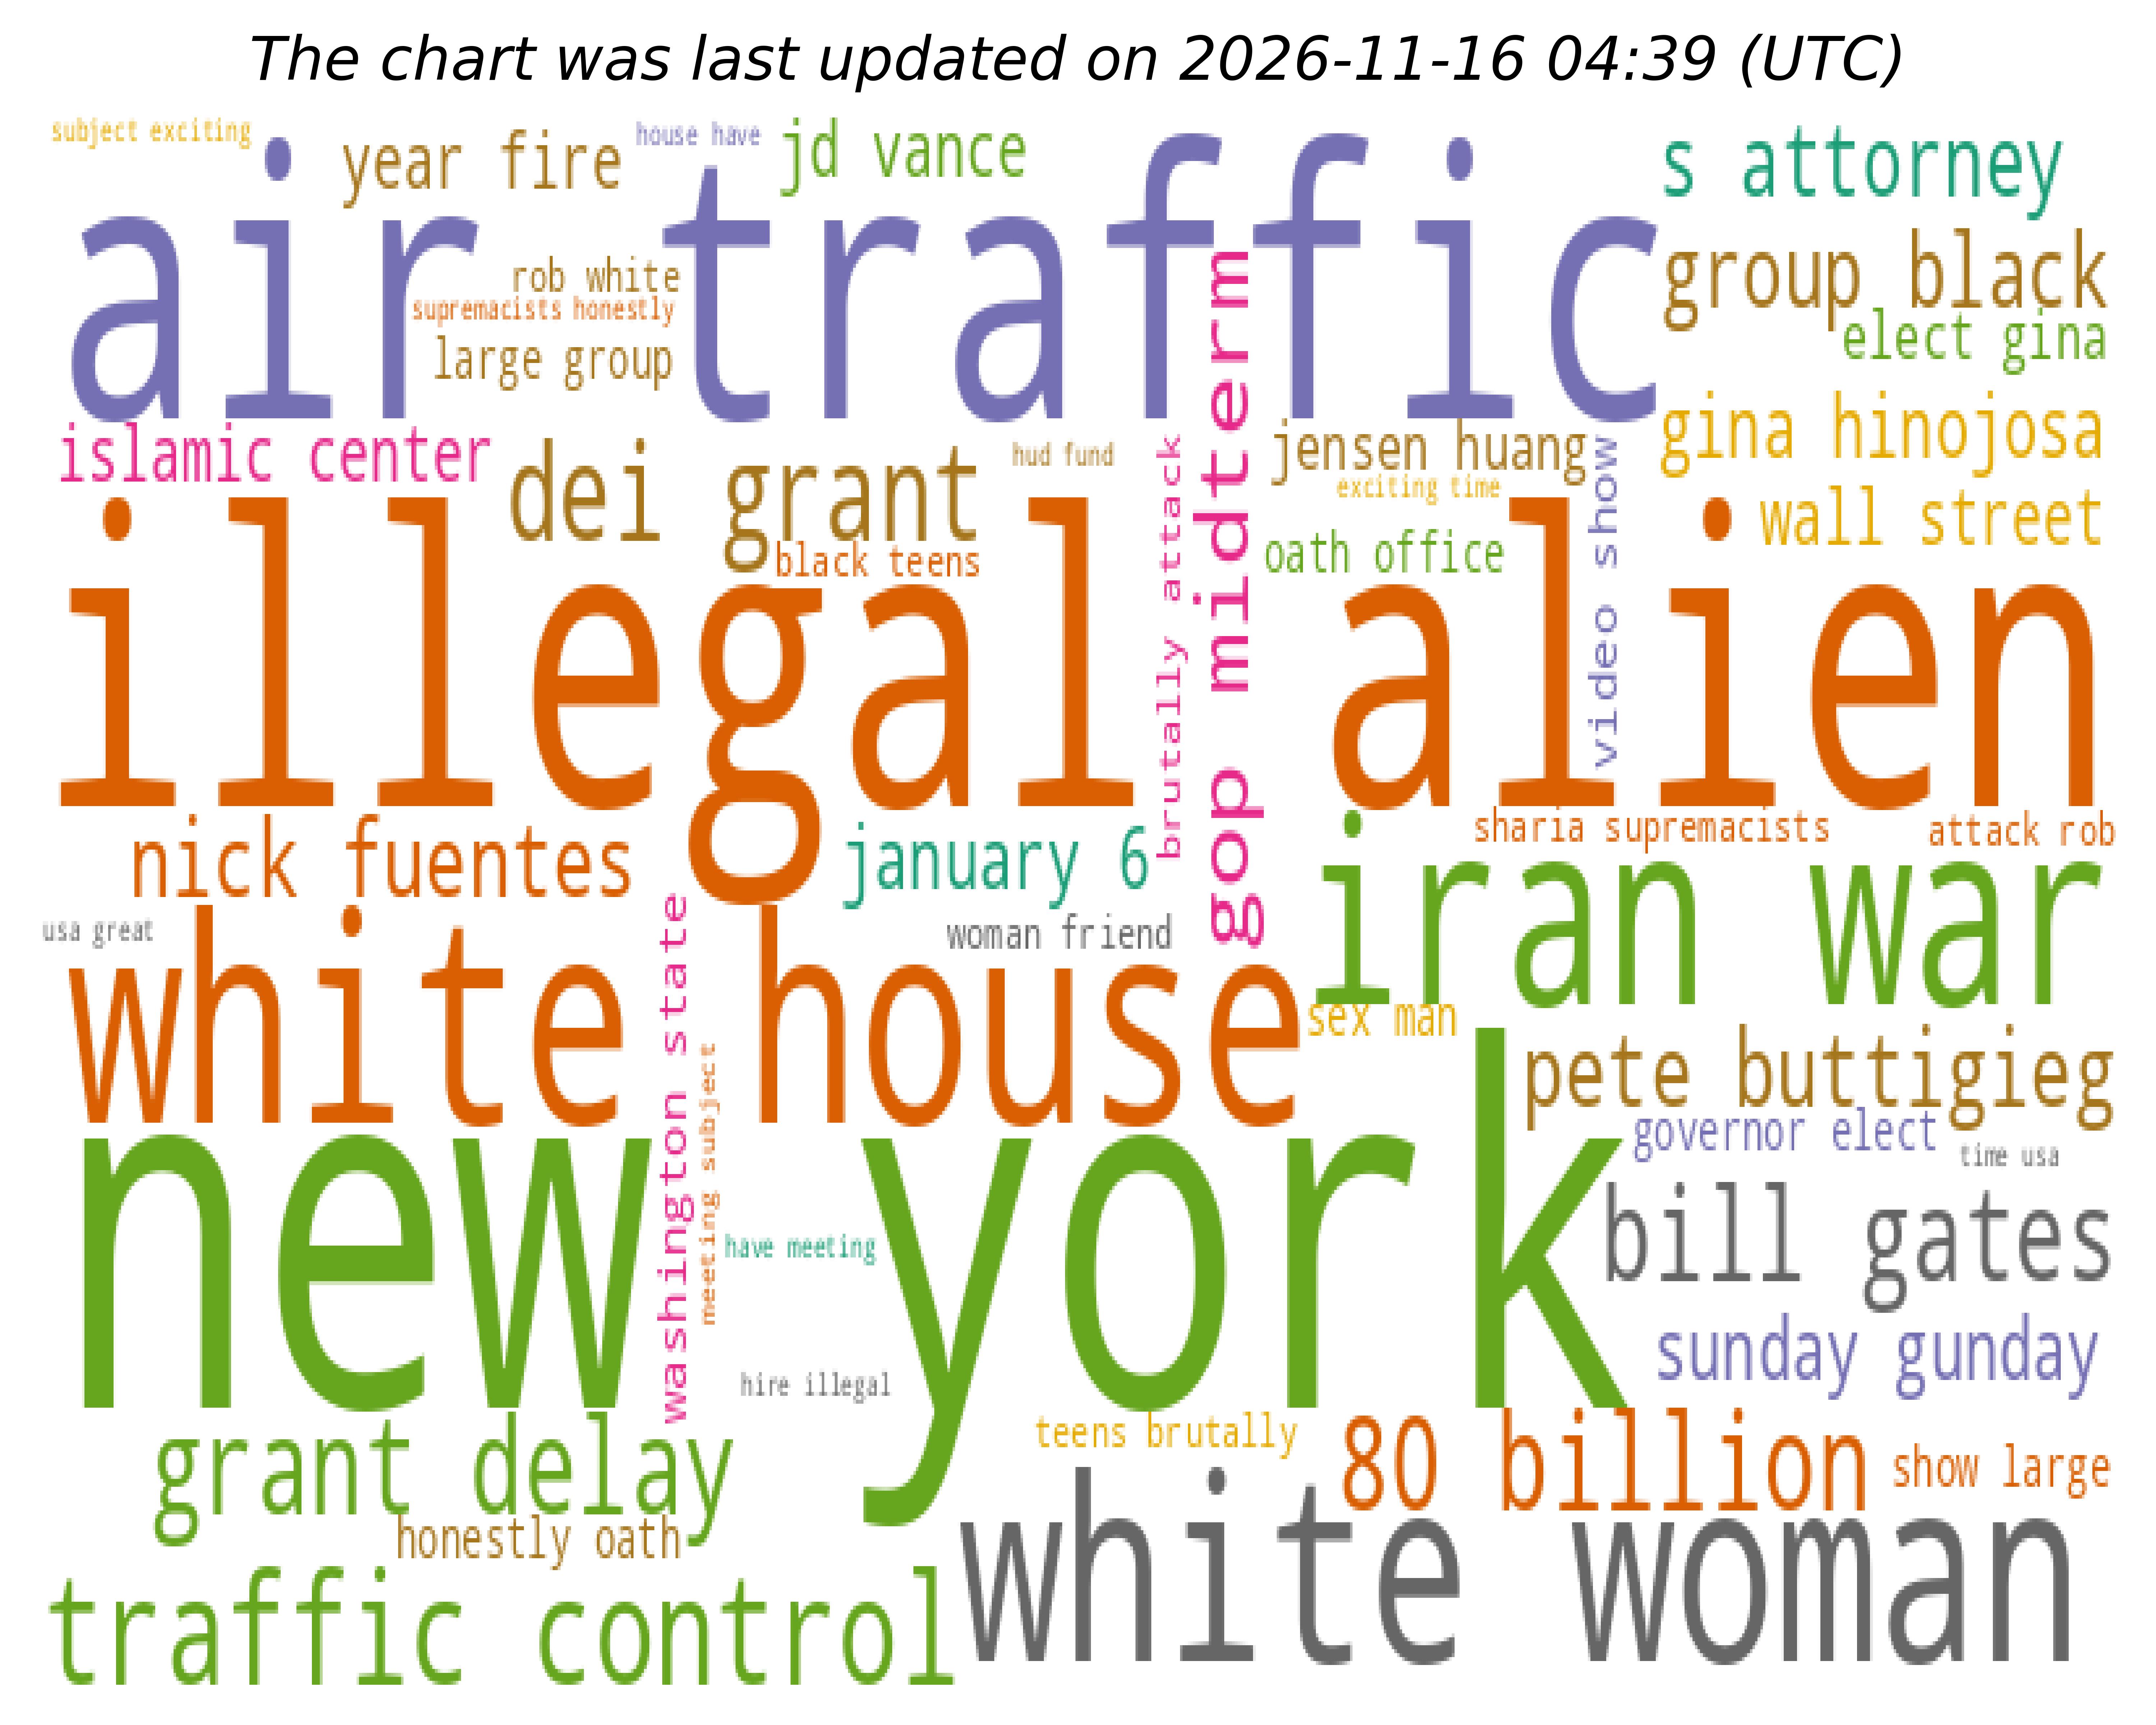 The chart was last updated on 2026-11-16 04:39 (UTC)
subject exciting
year fire
house have
jd vance
s attorney
air traffic
rob white
supremacists honestly
large group
group black
elect gina
islamic center
dei grant
hud fund
brutally attack
gop midterm
jensen huang
exciting time
video show
gina hinojosa
wall street
oath office
black teens
illegal alien
nick fuentes
january 6
sharia supremacists
attack rob
iran war
usa great
woman friend
white house
washington state
meeting subject
sex man
pete buttigieg
governor elect
time usa
new york
have meeting
bill gates
hire illegal
sunday gunday
grant delay
teens brutally
80 billion
show large
honestly oath
white woman
traffic control